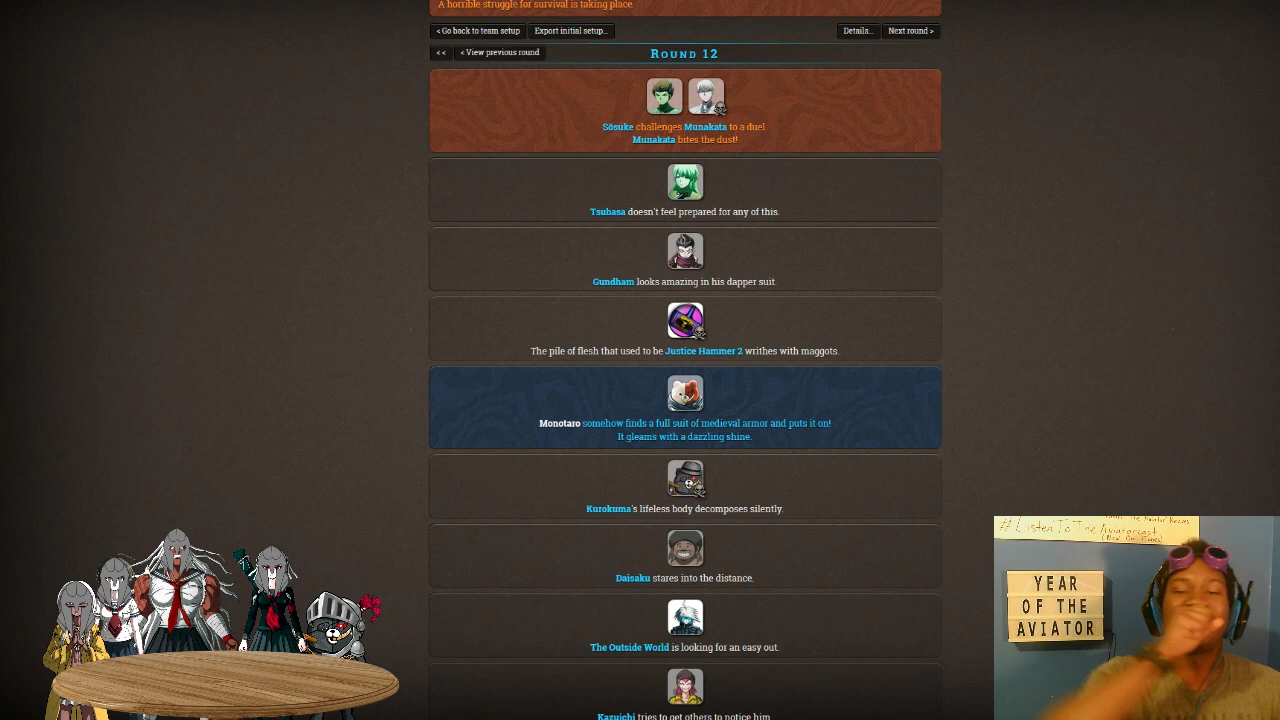 A horrible struggle for survival is taking place
< Go back to team setup
Export initial setup...
Details...
Next round >
< <
< View previous round
Round 12
Sōsuke challenges Munakata to a duel
Munakata bites the dust!
Tsubasa doesn't feel prepared for any of this.
Gundham looks amazing in his dapper suit.
The pile of flesh that used to be Justice Hammer 2 writhes with maggots.
Monotaro somehow finds a full suit of medieval armor and puts it on!
It gleams with a dazzling shine.
Kurokuma's lifeless body decomposes silently.
Daisaku stares into the distance.
The Outside World is looking for an easy out.
Kazuichi tries to get others to notice him
#ListenToTheAviatorcast
YEAR
OF THE
AVIATOR